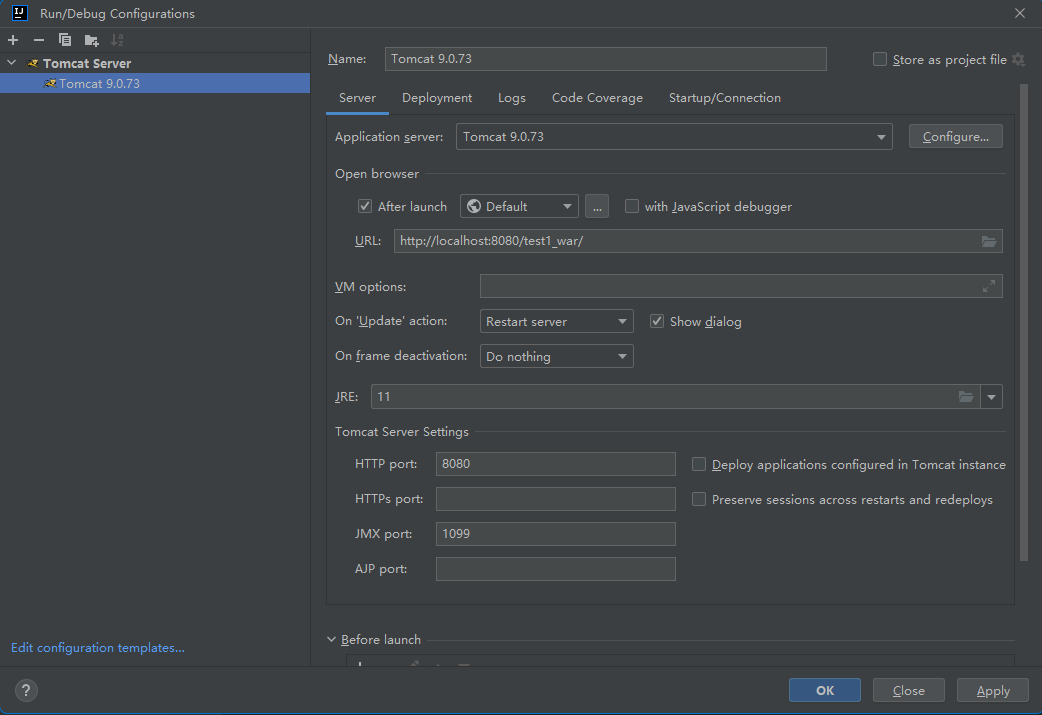 IJ Run/Debug Configurations
Tomcat Server
Tomcat 9.0.73
Name: Tomcat 9.0.73 Store as project file
Server Deployment Logs Code Coverage Startup/Connection
Application server: Tomcat 9.0.73 Configure...
Open browser
After launch Default ... with JavaScript debugger
URL: http://localhost:8080/test1_war/
VM options:
On 'Update' action: Restart server Show dialog
On frame deactivation: Do nothing
JRE: 11
Tomcat Server Settings
HTTP port: 8080 Deploy applications configured in Tomcat instance
HTTPs port: Preserve sessions across restarts and redeploys
JMX port: 1099
AJP port:
Before launch
Edit configuration templates...
? OK Close Apply